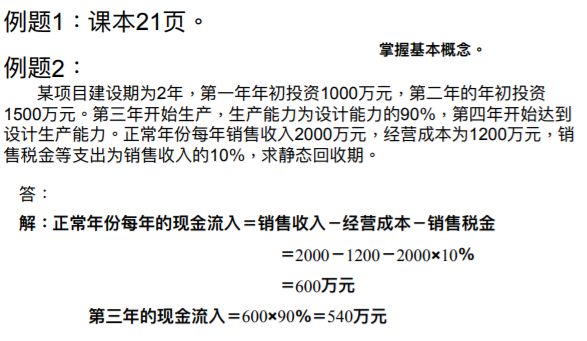 例题1：课本21页。
掌握基本概念。
例题2：
某项目建设期为2年，第一年年初投资1000万元，第二年的年初投资
1500万元。第三年开始生产，生产能力为设计能力的90%，第四年开始达到
设计生产能力。正常年份每年销售收入2000万元，经营成本为1200万元，销
售税金等支出为销售收入的10%，求静态回收期。
答：
解：正常年份每年的现金流入＝销售收入－经营成本－销售税金
＝2000－1200－2000×10%
＝600万元
第三年的现金流入＝600×90%＝540万元